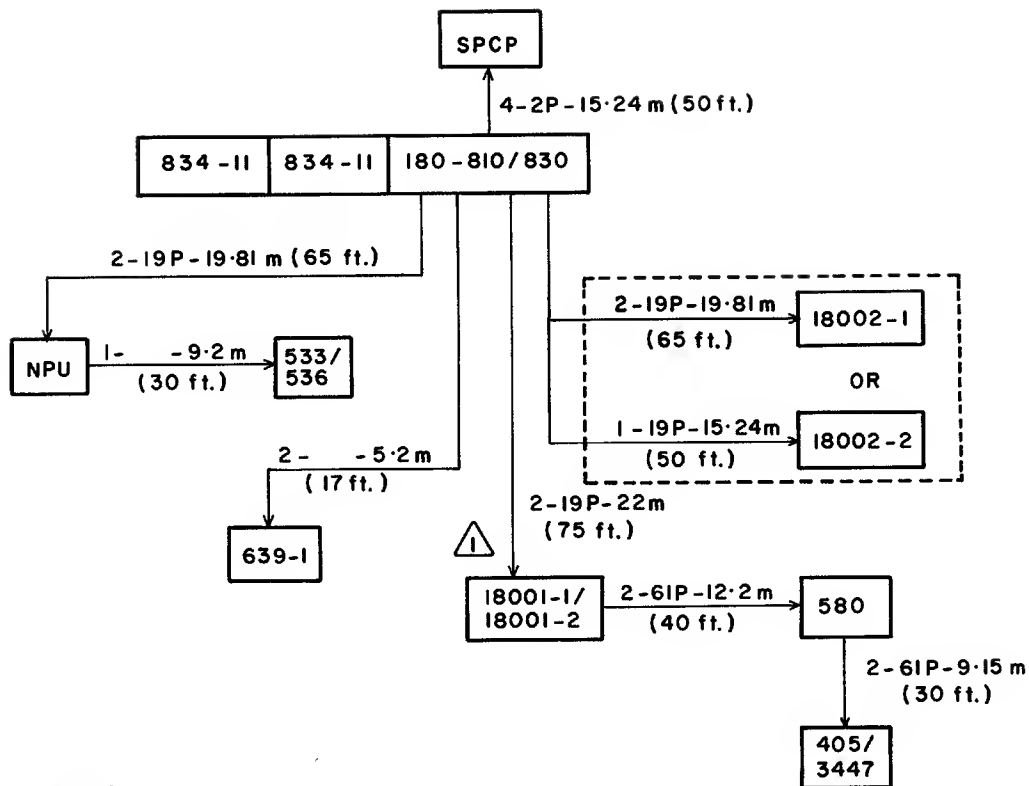 SPCP
4-2P-15·24 m (50 ft.)
834-11 834-11 180-810/830
2-19P-19·81 m (65 ft.)
2-19P-19·81m
(65 ft.)
18002-1
NPU
1- -9·2 m
(30 ft.)
533/
536
OR
1-19P-15·24m
(50 ft.)
18002-2
2- -5·2 m
(17 ft.)
2-19P-22m
(75 ft.)
1
639-1
18001-1/
18001-2
2-61P-12·2 m
(40 ft.)
580
2-61P-9·15 m
(30 ft.)
405/
3447